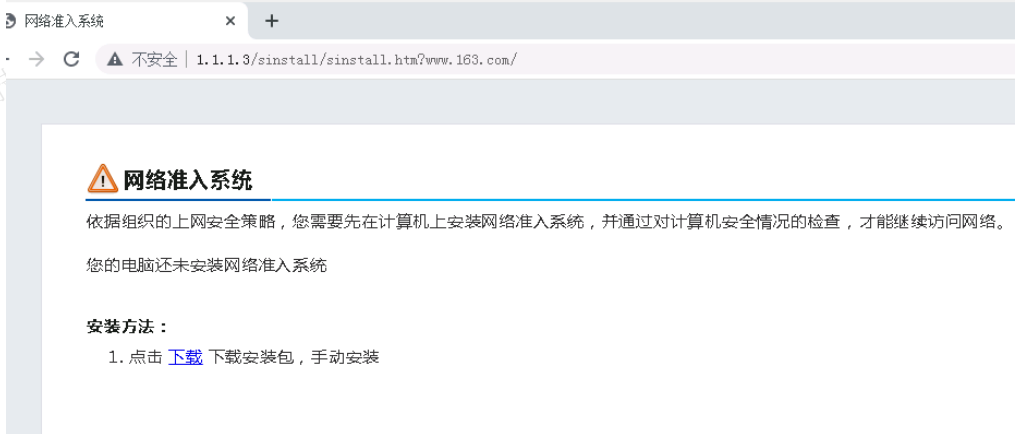 网络准入系统
不安全 1.1.1.3/sinstall/sinstall.htm?www.163.com/
网络准入系统
依据组织的上网安全策略，您需要先在计算机上安装网络准入系统，并通过对计算机安全情况的检查，才能继续访问网络。
您的电脑还未安装网络准入系统
安装方法：
1. 点击 下载 下载安装包，手动安装